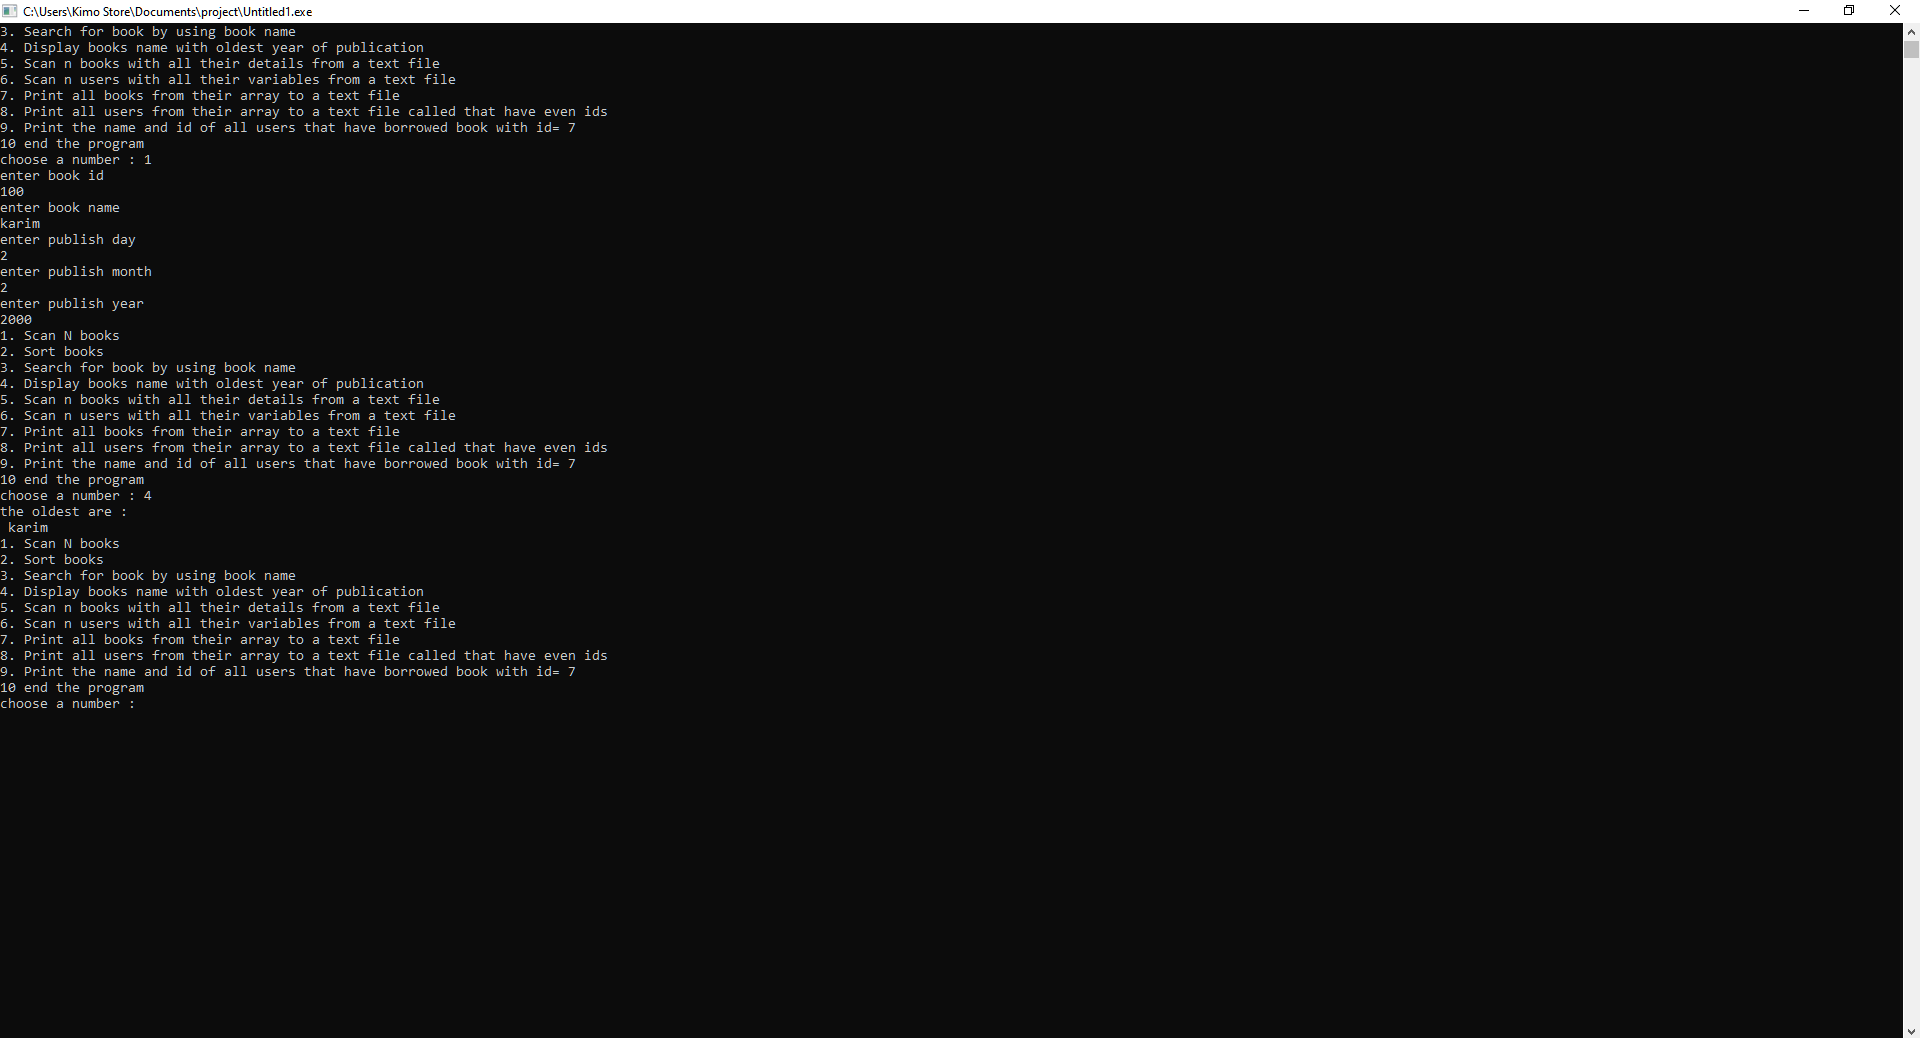 C:\Users\Kimo Store\Documents\project\Untitled1.exe
3. Search for book by using book name
4. Display books name with oldest year of publication
5. Scan n books with all their details from a text file
6. Scan n users with all their variables from a text file
7. Print all books from their array to a text file
8. Print all users from their array to a text file called that have even ids
9. Print the name and id of all users that have borrowed book with id= 7
10 end the program
choose a number : 1
enter book id
100
enter book name
karim
enter publish day
2
enter publish month
2
enter publish year
2000
1. Scan N books
2. Sort books
3. Search for book by using book name
4. Display books name with oldest year of publication
5. Scan n books with all their details from a text file
6. Scan n users with all their variables from a text file
7. Print all books from their array to a text file
8. Print all users from their array to a text file called that have even ids
9. Print the name and id of all users that have borrowed book with id= 7
10 end the program
choose a number : 4
the oldest are :
 karim
1. Scan N books
2. Sort books
3. Search for book by using book name
4. Display books name with oldest year of publication
5. Scan n books with all their details from a text file
6. Scan n users with all their variables from a text file
7. Print all books from their array to a text file
8. Print all users from their array to a text file called that have even ids
9. Print the name and id of all users that have borrowed book with id= 7
10 end the program
choose a number :